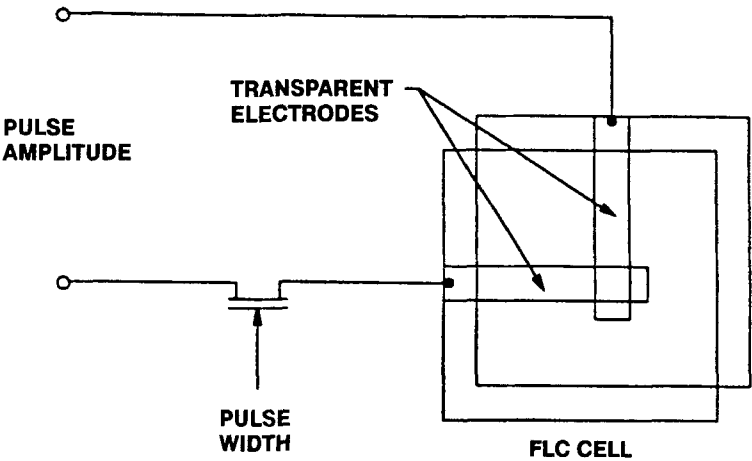 TRANSPARENT
ELECTRODES
PULSE
AMPLITUDE
PULSE
WIDTH
FLC CELL